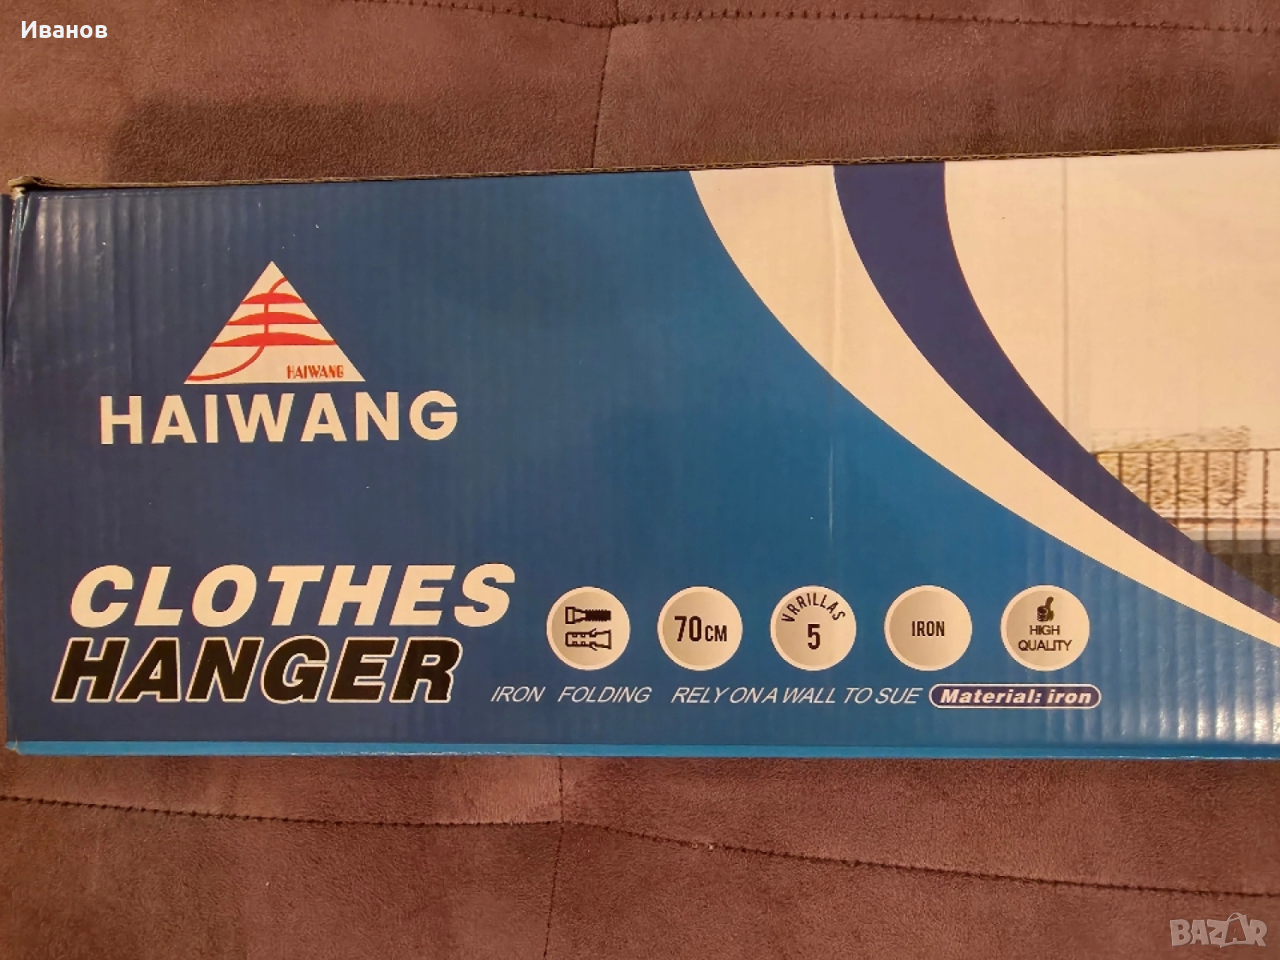 Иванов
HAIWANG
HAIWANG
CLOTHES
HANGER
70CM
VRRILLAS
5
IRON
HIGH
QUALITY
IRON FOLDING RELY ON A WALL TO SUE Material: iron
BAZAR